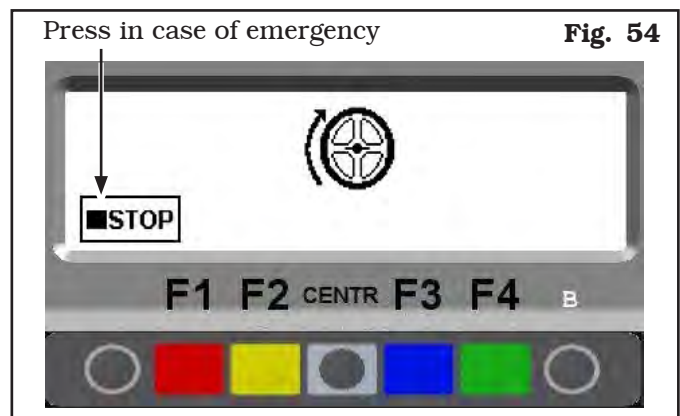 Press in case of emergency
Fig. 54
STOP
F1 F2 CENTR F3 F4 B